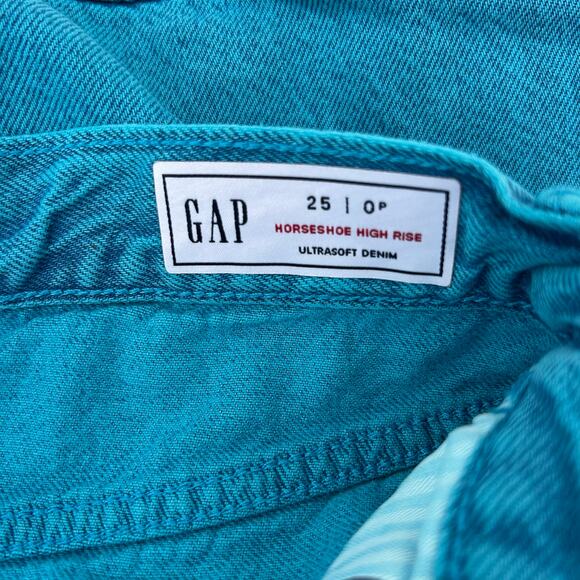 GAP
25 | 0P
HORSESHOE HIGH RISE
ULTRASOFT DENIM